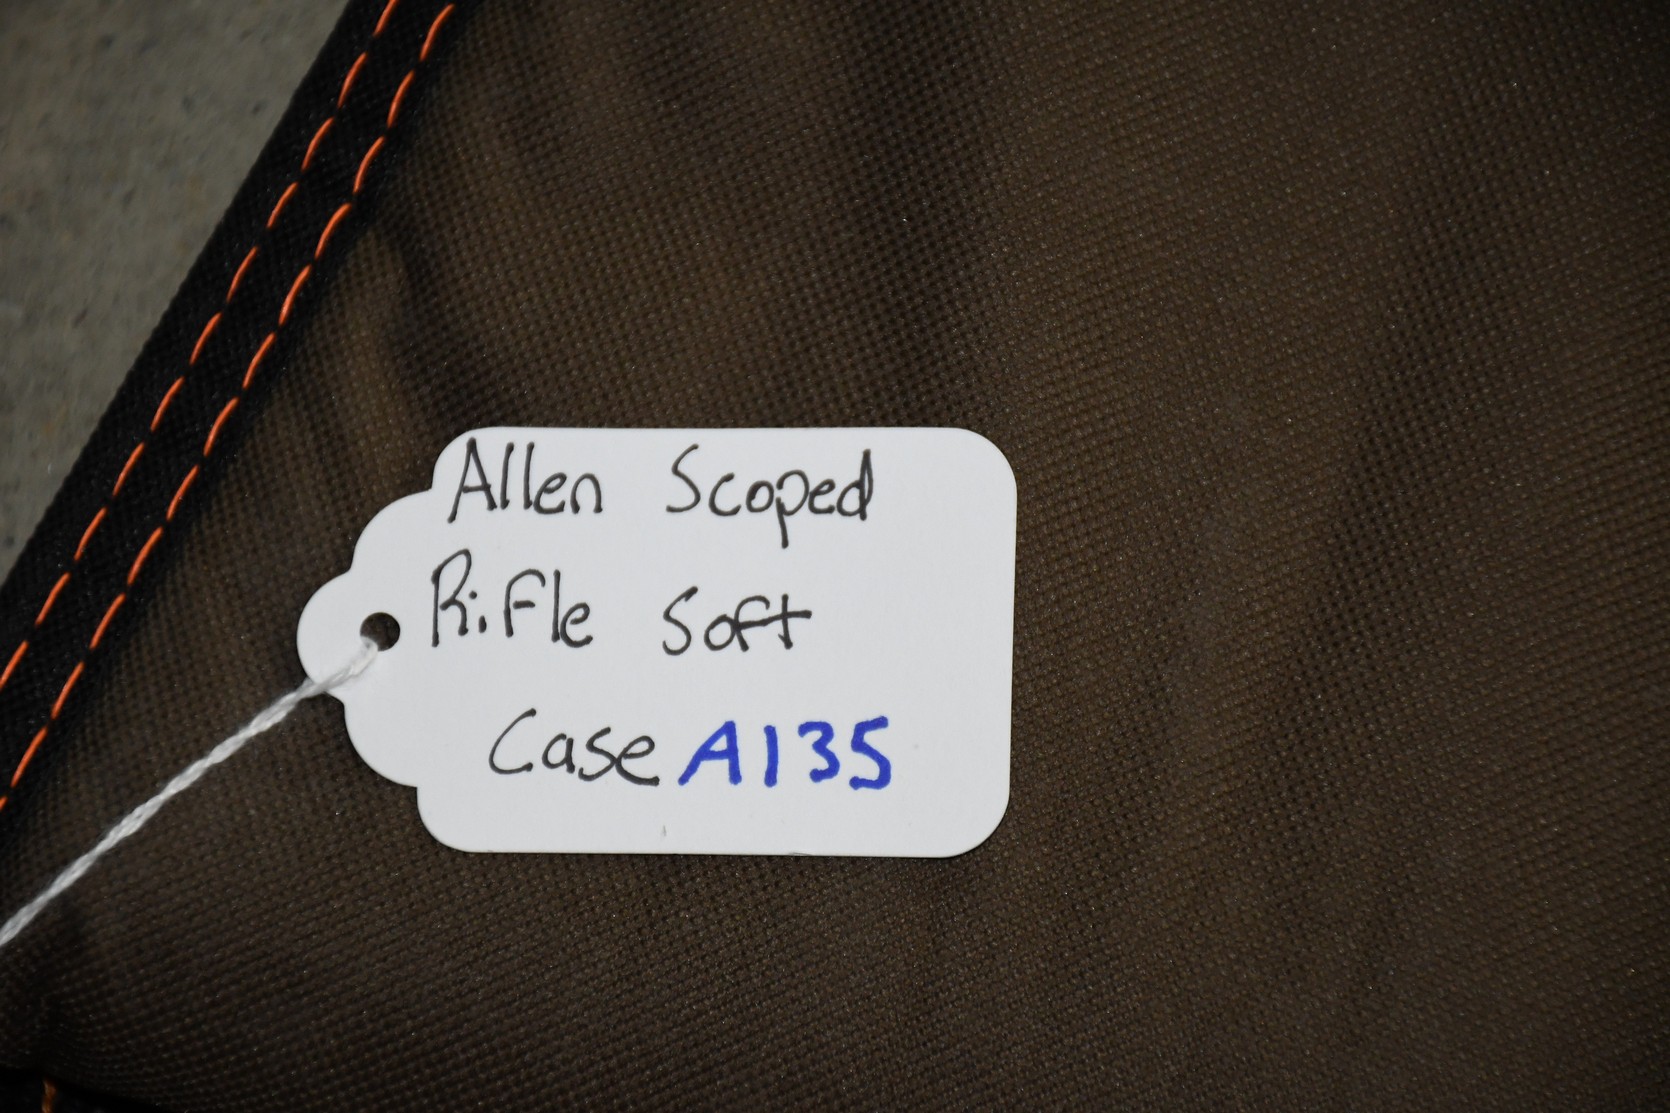 Allen Scoped
Rifle Soft
Case A135